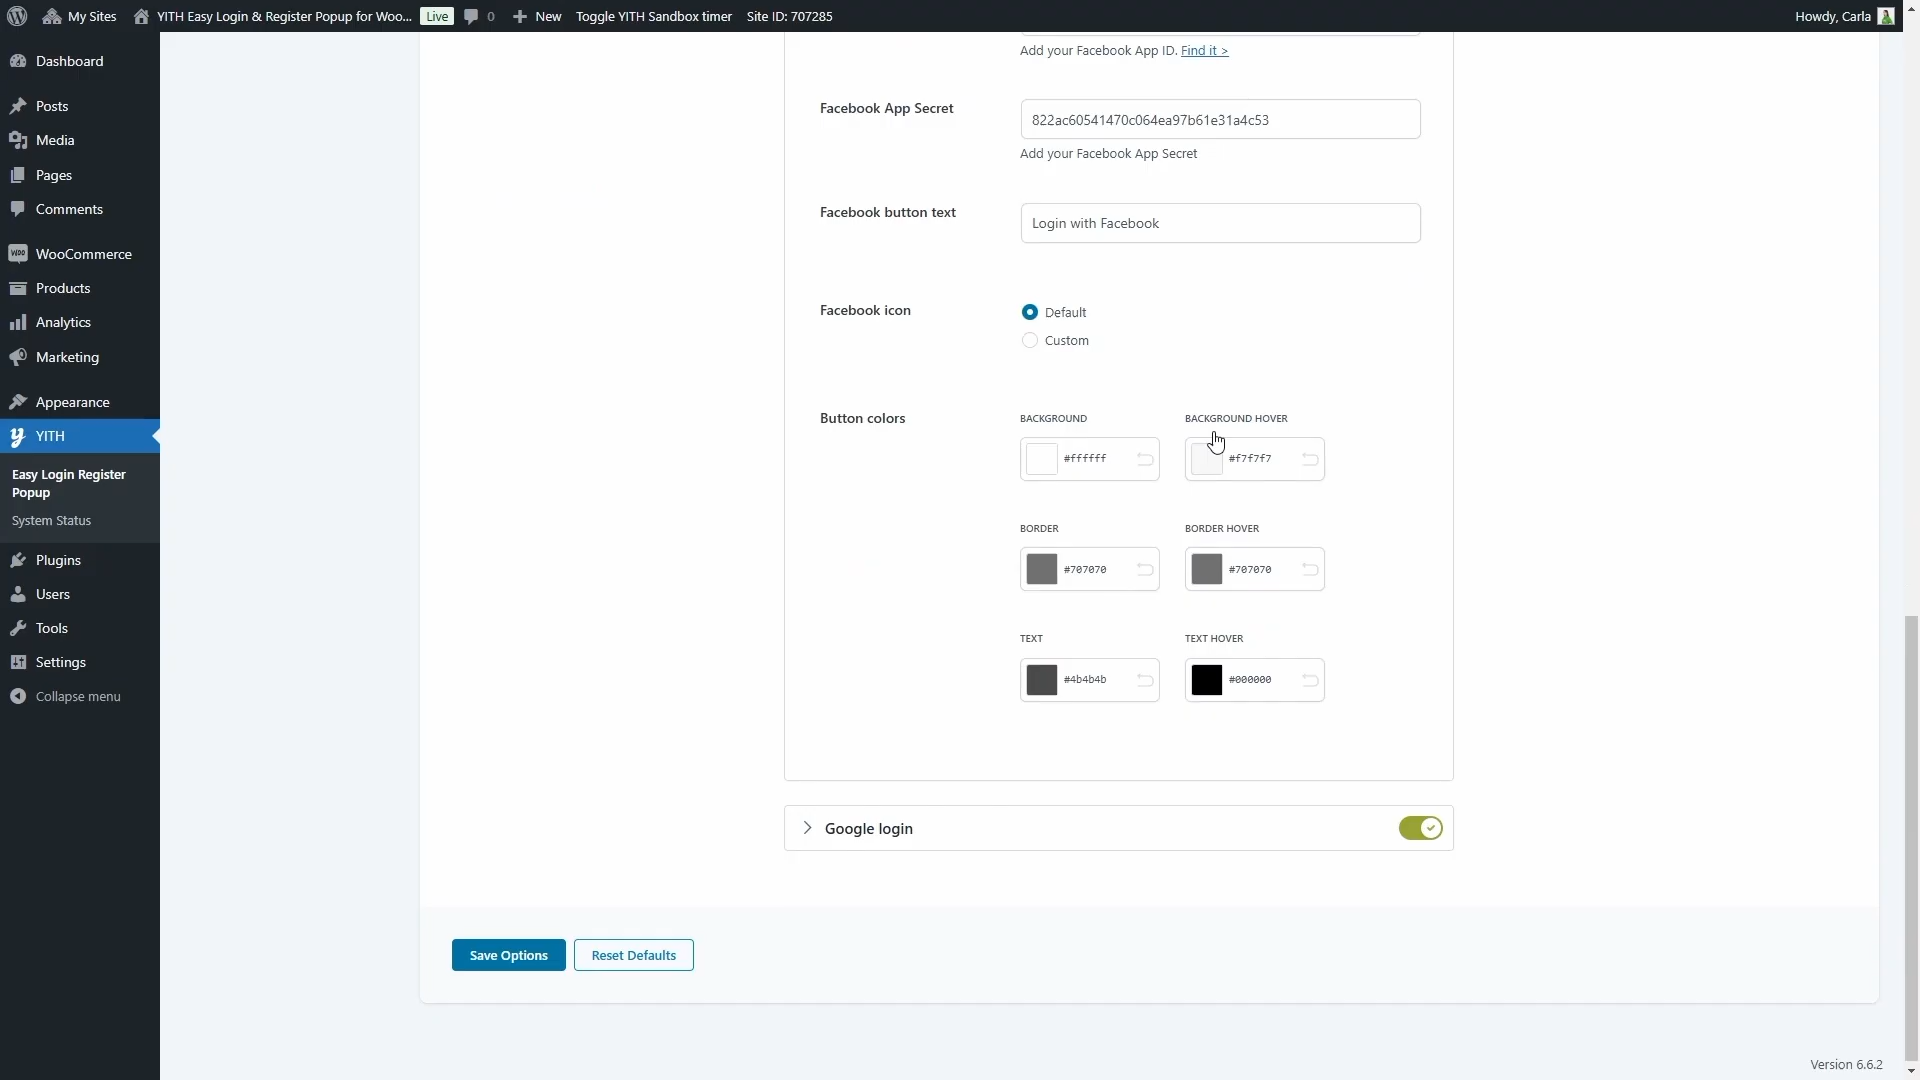 My Sites
YITH Easy Login & Register Popup for Woo...
Live
0
New
Toggle YITH Sandbox timer
Site ID: 707285
Howdy, Carla
Dashboard
Posts
Media
Pages
Comments
WooCommerce
Products
Analytics
Marketing
Appearance
YITH
Easy Login Register
Popup
System Status
Plugins
Users
Tools
Settings
Collapse menu
Add your Facebook App ID. Find it >
Facebook App Secret
822ac60541470c064ea97b61e31a4c53
Add your Facebook App Secret
Facebook button text
Login with Facebook
Facebook icon
Default
Custom
Button colors
BACKGROUND
BACKGROUND HOVER
#ffffff
#f7f7f7
BORDER
BORDER HOVER
#707070
#707070
TEXT
TEXT HOVER
#4b4b4b
#000000
Google login
Save Options
Reset Defaults
Version 6.6.2